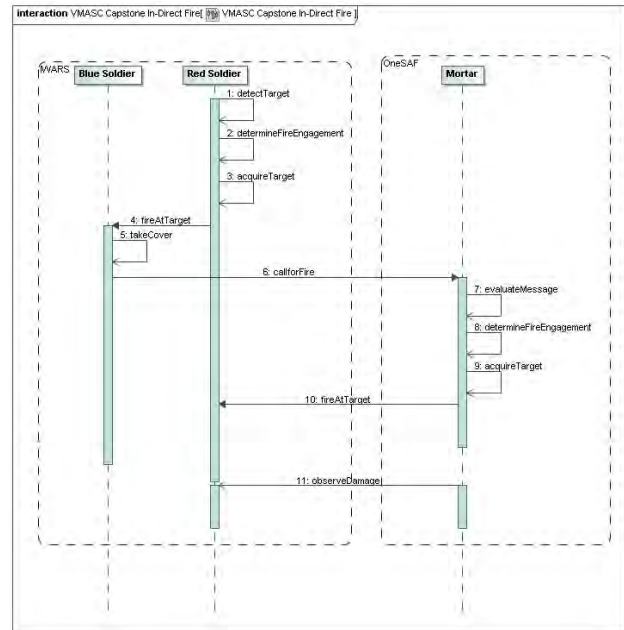 interaction VMASC Capstone In-Direct Fire[ VMASC Capstone In-Direct Fire ]
IWARS
OneSAF
Blue Soldier
Red Soldier
Mortar
1: detectTarget
2: determineFireEngagement
3: acquireTarget
4: fireAtTarget
5: takeCover
6: callforFire
7: evaluateMessage
8: determineFireEngagement
9: acquireTarget
10: fireAtTarget
11: observeDamage